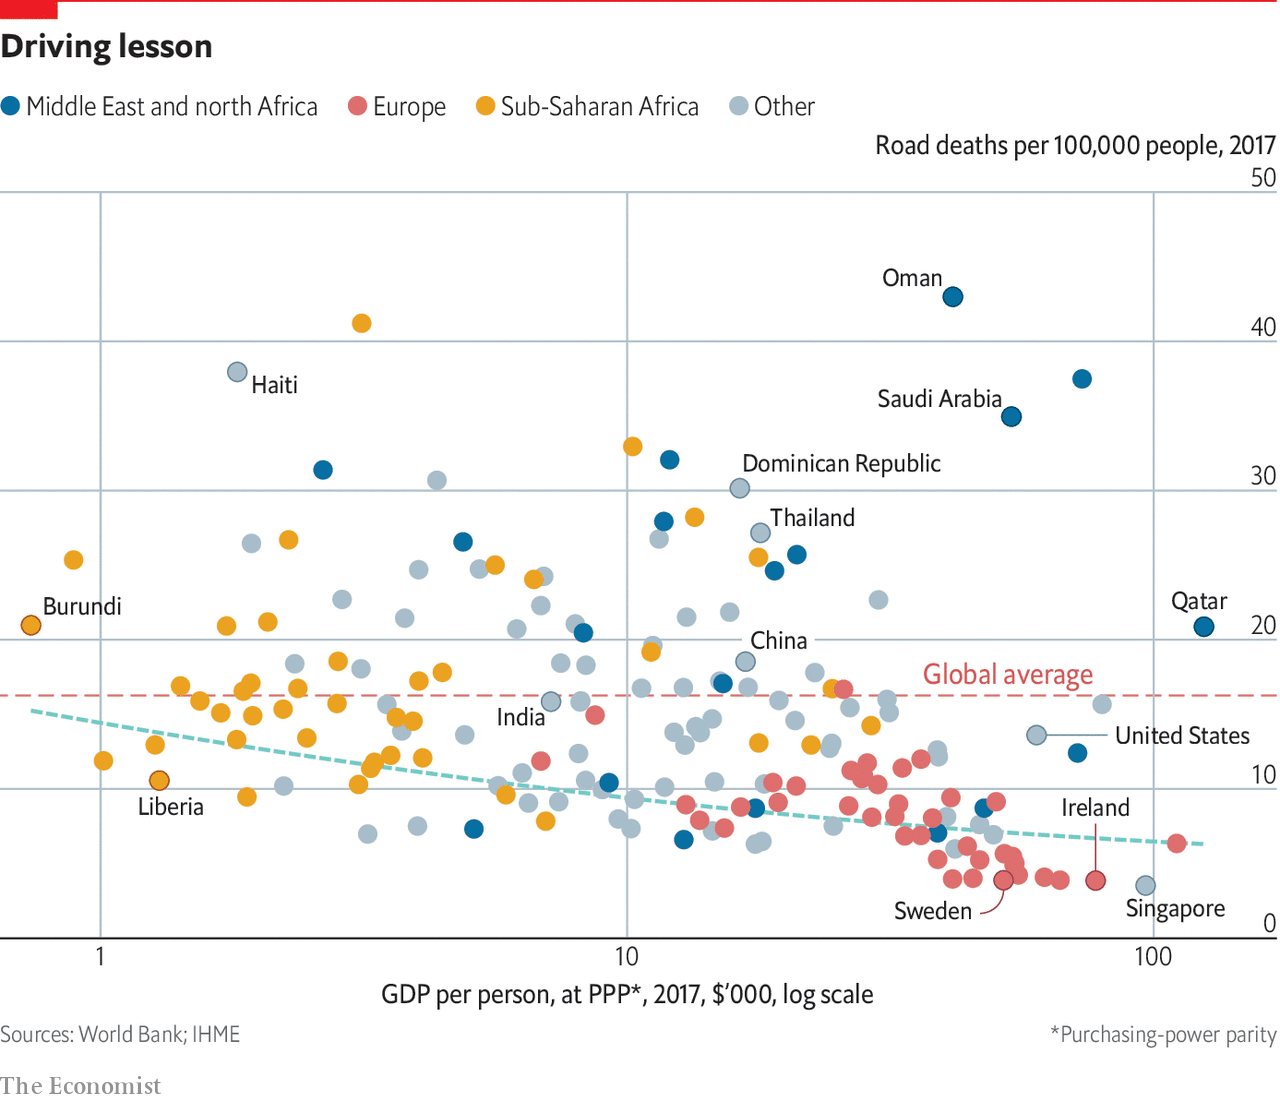 Driving lesson
Middle East and north Africa Europe Sub-Saharan Africa Other
Road deaths per 100,000 people, 2017
50
Oman
40
Haiti
Saudi Arabia
30
Dominican Republic
Thailand
Burundi
Qatar
20
China
Global average
India
United States
10
Liberia
Ireland
Sweden
Singapore
0
1 10 100
GDP per person, at PPP*, 2017, $’000, log scale
Sources: World Bank; IHME *Purchasing-power parity
The Economist